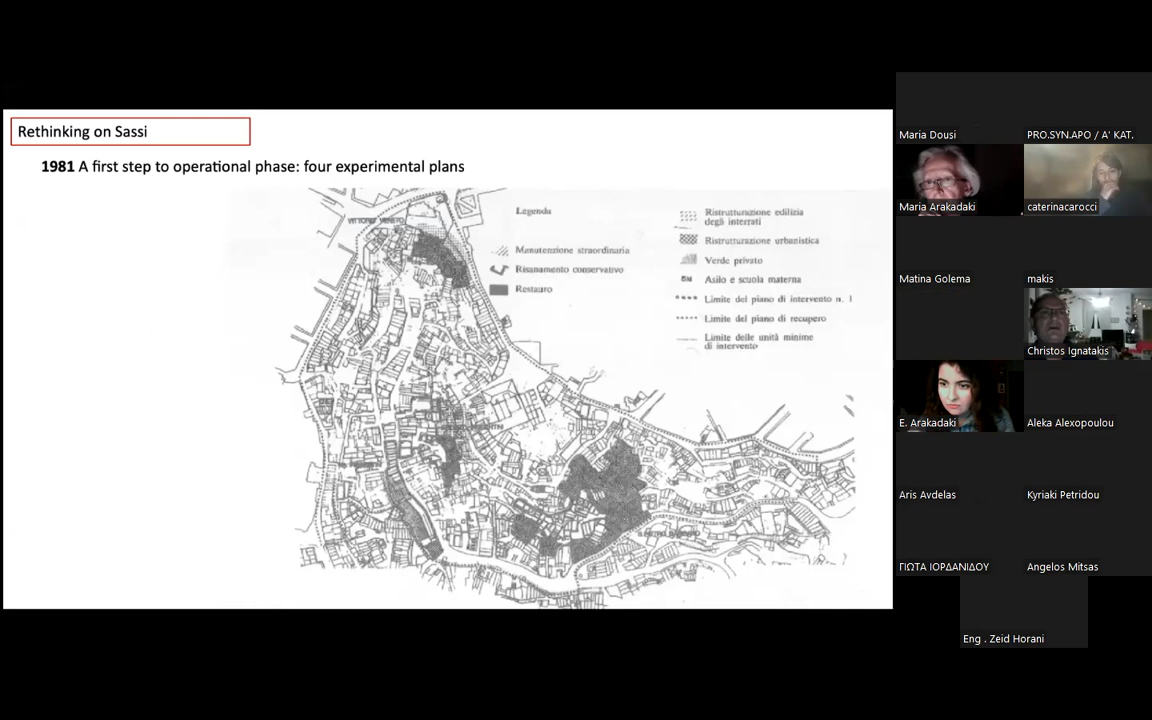 Rethinking on Sassi
1981 A first step to operational phase: four experimental plans
Legenda
Manutenzione straordinaria
Risanamento conservativo
Restauro
Ristrutturazione edilizia
degli interrati
Ristrutturazione urbanistica
Verde privato
Asilo e scuola materna
Limite del piano di intervento n. 1
Limite del piano di recupero
Limite delle unità minime
di intervento
Maria Dousi
PRO.SYN.APO / A' KAT.
Maria Arakadaki
caterinacarocci
Matina Golema
makis
Christos Ignatakis
E. Arakadaki
Aleka Alexopoulou
Aris Avdelas
Kyriaki Petridou
ΓΙΩΤΑ ΙΟΡΔΑΝΙΔΟΥ
Angelos Mitsas
Eng . Zeid Horani